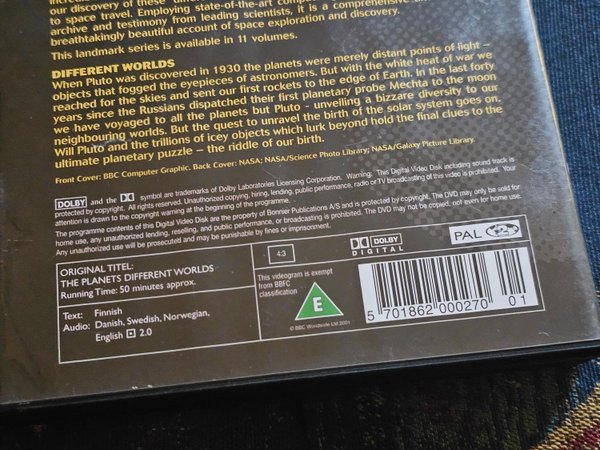 our discovery of these
to space travel. Employing state-of-the-art
archive and testimony from leading scientists, it is a comprehensive
breathtakingly beautiful account of space exploration and discovery.
This landmark series is available in 11 volumes.
DIFFERENT WORLDS
When Pluto was discovered in 1930 the planets were merely distant points of light –
objects that fogged the eyepieces of astronomers. But with the white heat of war we
reached for the skies and sent our first rockets to the edge of Earth. In the last forty
years since the Russians dispatched their first planetary probe Mechta to the moon
we have voyaged to all the planets but Pluto - unveiling a bizzare diversity to our
neighbouring worlds. But the quest to unravel the birth of the solar system goes on.
Will Pluto and the trillions of icey objects which lurk beyond hold the final clues to the
ultimate planetary puzzle – the riddle of our birth.
Front Cover: BBC Computer Graphic. Back Cover: NASA; NASA/Science Photo Library; NASA/Galaxy Picture Library.
DOLBY and the symbol are trademarks of Dolby Laboratories Licensing Corporation. Warning: This Digital Video Disk including sound track is
protected by copyright. All rights reserved. Unauthorized copying, hiring, lending, public performance, radio or TV broadcasting of this video is prohibited. Your
attention is drawn to the copyright warning at the beginning of the programme.
The programme contents of this Digital Video Disk are the property of Bonnier Publications A/S and is protected by copyright. The DVD may only be sold for
home use, any unauthorized lending, reselling, and public performance, or broadcasting is prohibited. The DVD may not be copied, not even for home use.
Any unauthorized use will be prosecuted and may be punishable by fines or imprisonment.
ORIGINAL TITEL:
THE PLANETS DIFFERENT WORLDS
Running Time: 50 minutes approx.
Text: Finnish
Audio: Danish, Swedish, Norwegian,
English 2.0
4:3
This videogram is exempt
from BBFC
classification
E
© BBC Worldwide Ltd 2001
DOLBY
DIGITAL
PAL 2
5 701862 000270 01